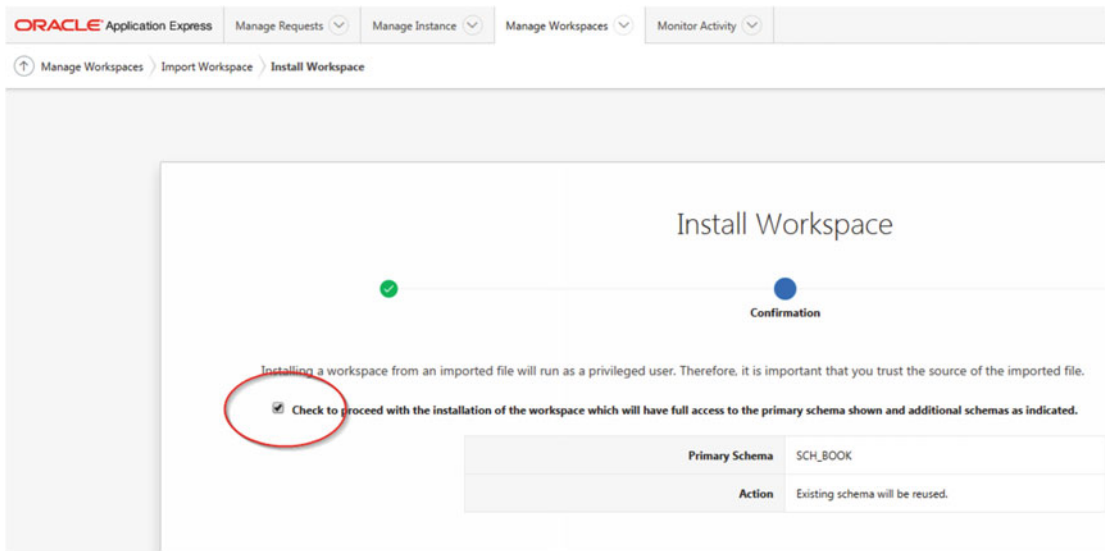 ORACLE Application Express Manage Requests Manage Instance Manage Workspaces Monitor Activity
Manage Workspaces Import Workspace Install Workspace
Install Workspace
Confirmation
Installing a workspace from an imported file will run as a privileged user. Therefore, it is important that you trust the source of the imported file.
Check to proceed with the installation of the workspace which will have full access to the primary schema shown and additional schemas as indicated.
Primary Schema SCH_BOOK
Action Existing schema will be reused.